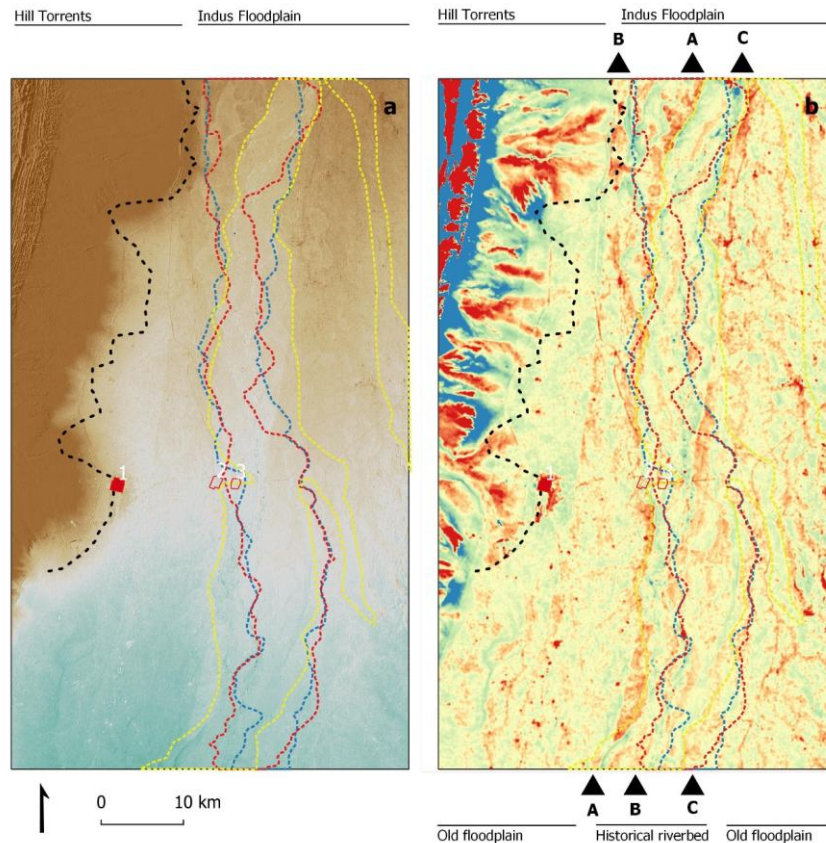 Hill Torrents
Indus Floodplain
Hill Torrents
Indus Floodplain
B
A
C
a
b
1
2
3
1
0
10 km
A
B
C
Old floodplain
Historical riverbed
Old floodplain